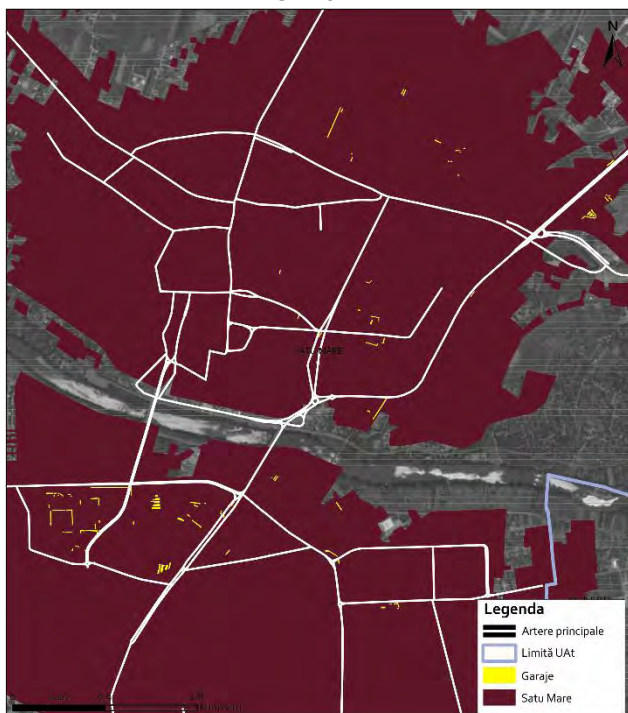 N
SATU MARE
Legenda
Artere principale
Limită UAt
Garaje
Satu Mare